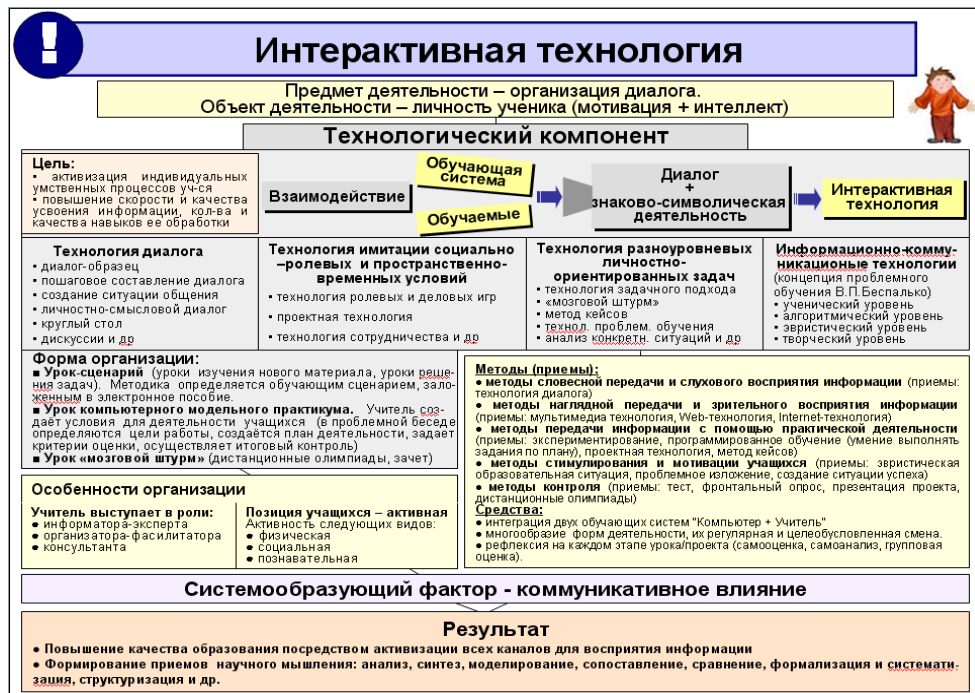 !
Интерактивная технология
Предмет деятельности – организация диалога.
Объект деятельности – личность ученика (мотивация + интеллект)
Технологический компонент
Цель:
▪ активизация индивидуальных
умственных процессов уч-ся
▪ повышение скорости и качества
усвоения информации, кол-ва и
качества навыков ее обработки
Взаимодействие
Обучающая
система
Обучаемые
Диалог
+
знаково-символическая
деятельность
Интерактивная
технология
Технология диалога
▪ диалог-образец
▪ пошаговое составление диалога
▪ создание ситуации общения
▪ личностно-смысловой диалог
▪ круглый стол
▪ дискуссии и др
Технология имитации социально
–ролевых и пространственно-
временных условий
▪ технология ролевых и деловых игр
▪ проектная технология
▪ технология сотрудничества и др
Технология разноуровневых
личностно-
ориентированных задач
▪ технология задачного подхода
▪ «мозговой штурм»
▪ метод кейсов
▪ технол. проблем. обучения
▪ анализ конкретн. ситуаций и др
Информационно-комму-
никационые технологии
(концепция проблемного
обучения В.П.Беспалько)
▪ ученический уровень
▪ алгоритмический уровень
▪ эвристический уровень
▪ творческий уровень
Форма организации:
■ Урок-сценарий (уроки изучения нового материала, уроки реше-
ния задач). Методика определяется обучающим сценарием, зало-
женным в электронное пособие.
■ Урок компьютерного модельного практикума. Учитель соз-
даёт условия для деятельности учащихся (в проблемной беседе
определяются цели работы, создаётся план деятельности, задает
критерии оценки, осуществляет итоговый контроль)
■ Урок «мозговой штурм» (дистанционные олимпиады, зачет)
Методы (приемы):
● методы словесной передачи и слухового восприятия информации (приемы:
технология диалога)
● методы наглядной передачи и зрительного восприятия информации
(приемы: мультимедиа технология, Web-технология, Internet-технология)
● методы передачи информации с помощью практической деятельности
(приемы: экспериментирование, программированное обучение (умение выполнять
задания по плану), проектная технология, метод кейсов)
● методы стимулирования и мотивации учащихся (приемы: эвристическая
образовательная ситуация, проблемное изложение, создание ситуации успеха)
● методы контроля (приемы: тест, фронтальный опрос, презентация проекта,
дистанционные олимпиады)
Средства:
● интеграция двух обучающих систем "Компьютер + Учитель"
● многообразие форм деятельности, их регулярная и целеобусловленная смена.
● рефлексия на каждом этапе урока/проекта (самооценка, самоанализ, групповая
оценка).
Особенности организации
Учитель выступает в роли:
● информатора-эксперта
● организатора-фасилитатора
● консультанта
Позиция учащихся – активная
Активность следующих видов:
● физическая
● социальная
● познавательная
Системообразующий фактор - коммуникативное влияние
Результат
● Повышение качества образования посредством активизации всех каналов для восприятия информации
● Формирование приемов научного мышления: анализ, синтез, моделирование, сопоставление, сравнение, формализация и системати-
зация, структуризация и др.